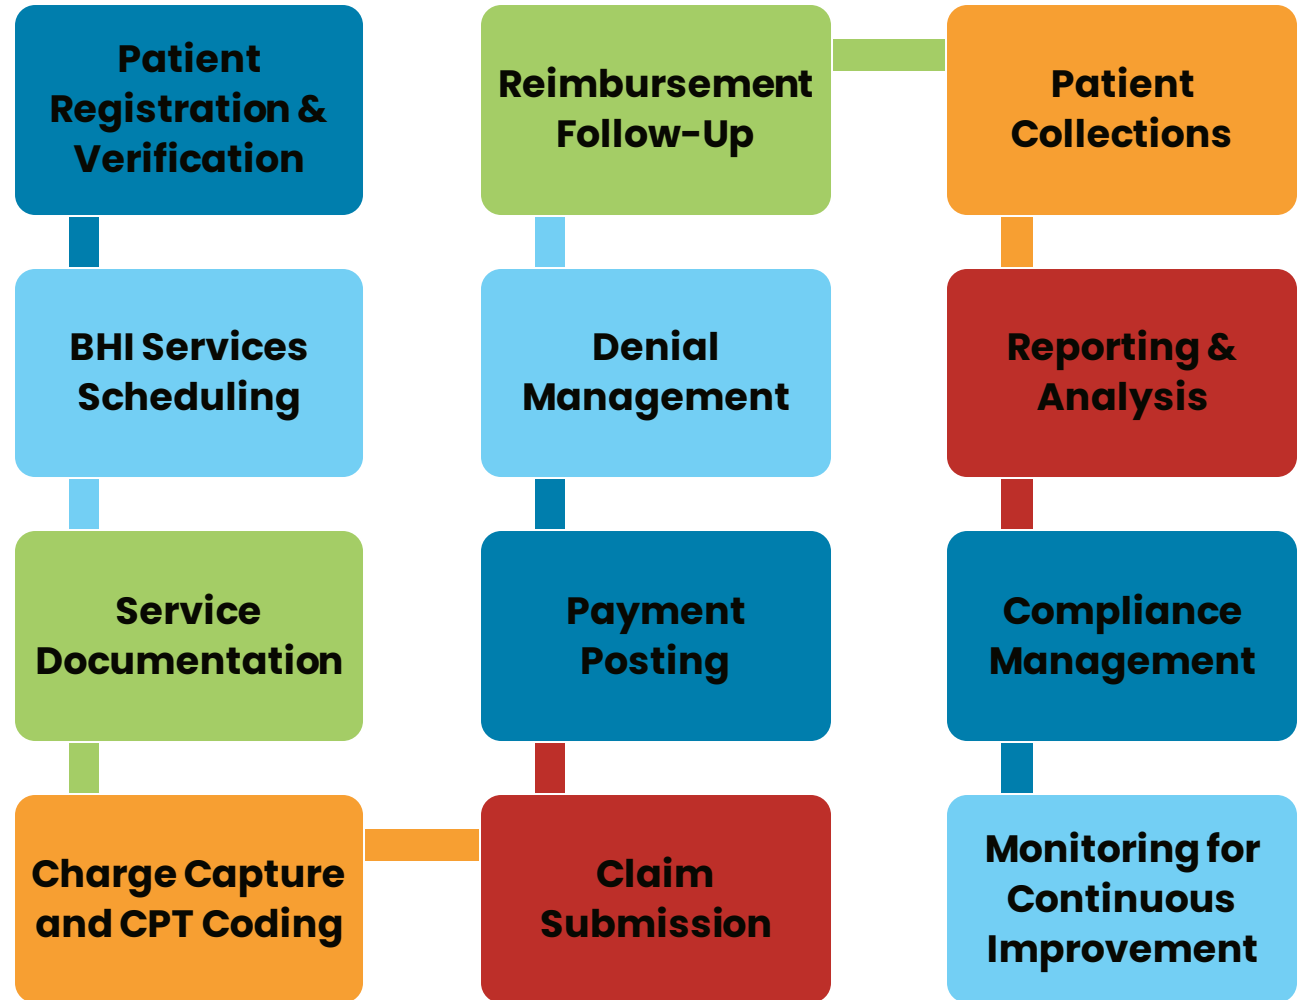 Patient
Registration &
Verification
BHI Services
Scheduling
Service
Documentation
Charge Capture
and CPT Coding
Claim
Submission
Payment
Posting
Denial
Management
Reimbursement
Follow-Up
Patient
Collections
Reporting &
Analysis
Compliance
Management
Monitoring for
Continuous
Improvement